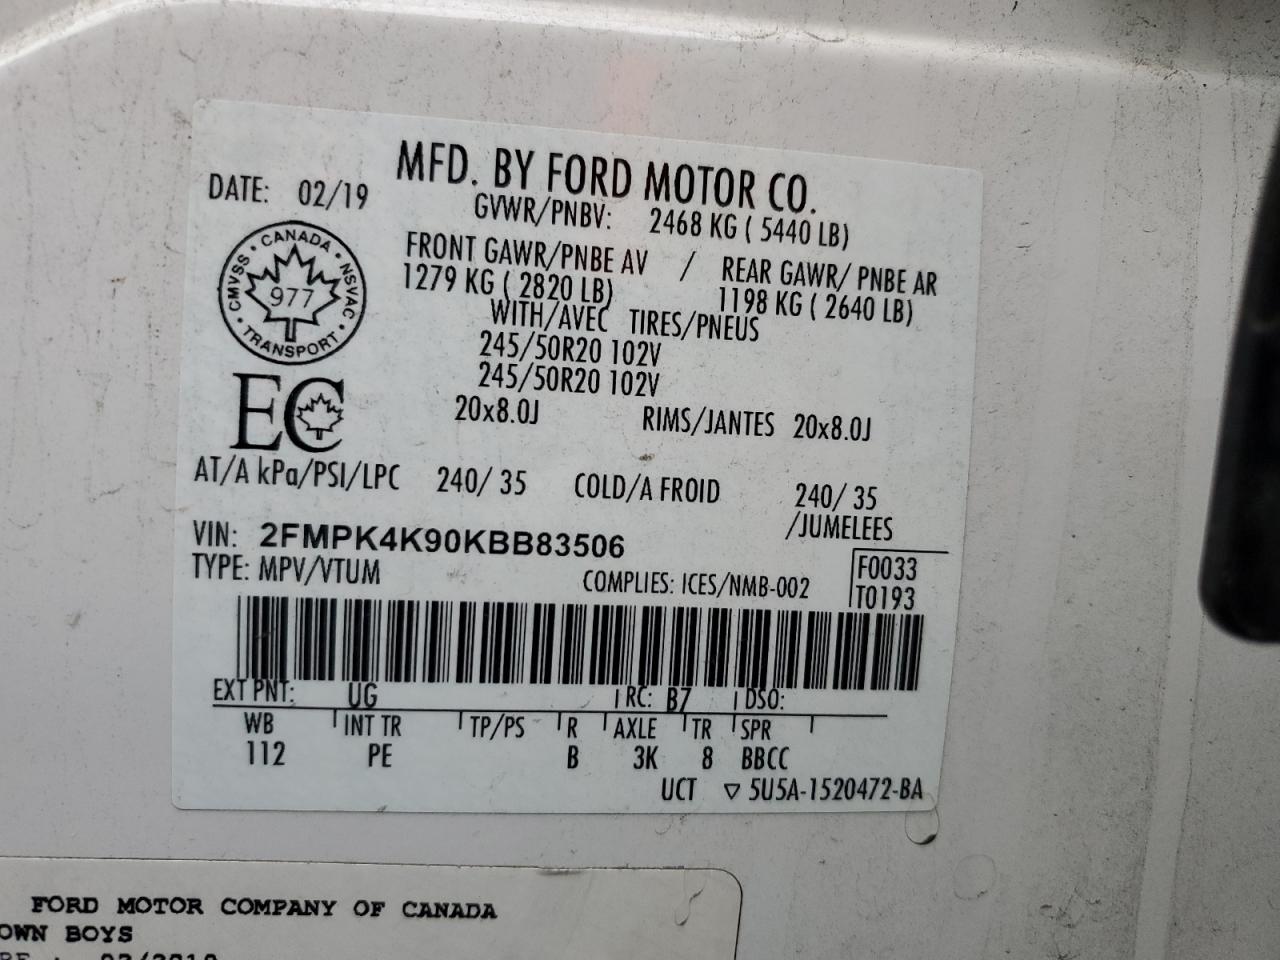 MFD. BY FORD MOTOR CO.
DATE: 02/19
GVWR/PNBV: 2468 KG ( 5440 LB)
FRONT GAWR/PNBE AV / REAR GAWR/ PNBE AR
1279 KG ( 2820 LB) 1198 KG ( 2640 LB)
WITH/AVEC TIRES/PNEUS
245/50R20 102V
245/50R20 102V
20x8.0J RIMS/JANTES 20x8.0J
CANADA · NSVAC · TRANSPORT · CMVSS ·
977
EC
AT/A kPa/PSI/LPC 240/ 35 COLD/A FROID 240/ 35
/JUMELEES
VIN: 2FMPK4K90KBB83506
TYPE: MPV/VTUM COMPLIES: ICES/NMB-002
F0033
T0193
EXT PNT: UG RC: B7 DSO:
WB INT TR TP/PS R AXLE TR SPR
112 PE B 3K 8 BBCC
UCT ▽ 5U5A-1520472-BA
FORD MOTOR COMPANY OF CANADA
OWN BOYS